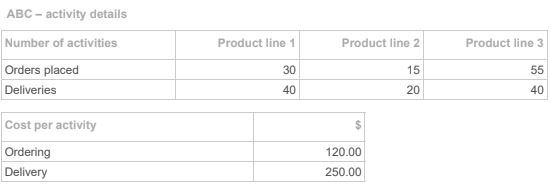 ABC – activity details
Number of activities Product line 1 Product line 2 Product line 3
Orders placed 30 15 55
Deliveries 40 20 40
Cost per activity $
Ordering 120.00
Delivery 250.00